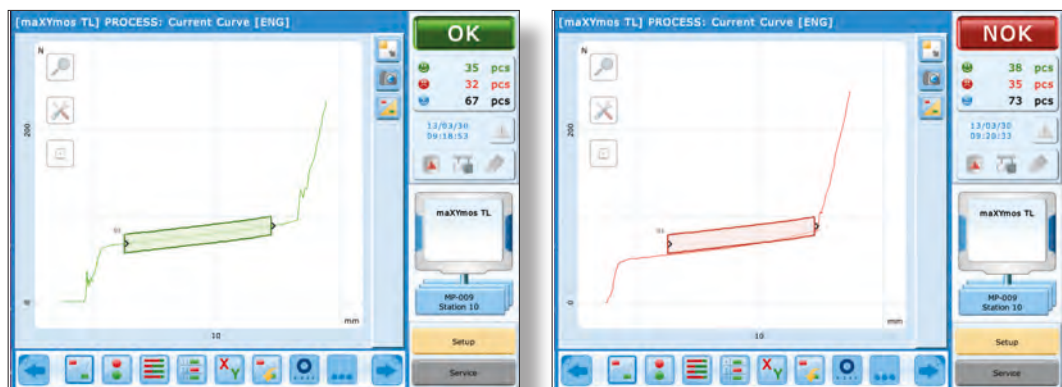 [maXYmos TL] PROCESS: Current Curve [ENG]
OK
N
35 pcs
32 pcs
67 pcs
200
09:18:53
maXYmos TL
0
mm
10
MP-009
Station 10
Setup
Service
X
Y
[maXYmos TL] PROCESS: Current Curve [ENG]
NOK
N
38 pcs
35 pcs
73 pcs
200
13/03/30
09:20:33
maXYmos TL
0
mm
10
MP-009
Station 10
Setup
Service
X
Y